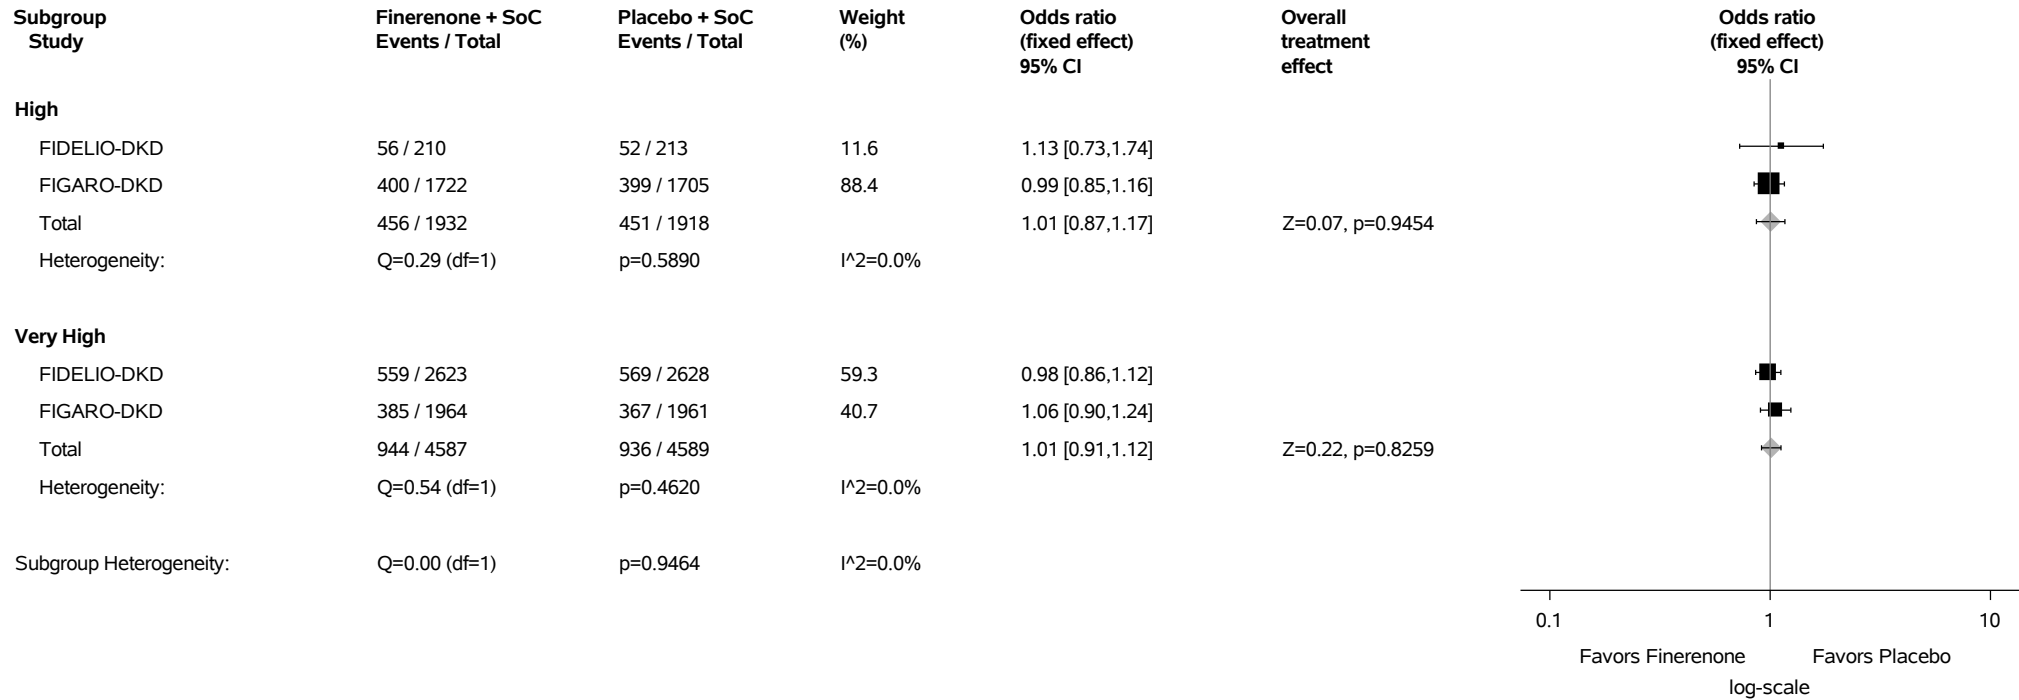 Subgroup Finerenone + SoC Placebo + SoC Weight Odds ratio Overall Odds ratio
Study Events / Total Events / Total (%) (fixed effect) treatment (fixed effect)
95% CI effect 95% CI
High
FIDELIO-DKD 56 / 210 52 / 213 11.6 1.13 [0.73,1.74]
FIGARO-DKD 400 / 1722 399 / 1705 88.4 0.99 [0.85,1.16]
Total 456 / 1932 451 / 1918 1.01 [0.87,1.17] Z=0.07, p=0.9454
Heterogeneity: Q=0.29 (df=1) p=0.5890 I^2=0.0%
Very High
FIDELIO-DKD 559 / 2623 569 / 2628 59.3 0.98 [0.86,1.12]
FIGARO-DKD 385 / 1964 367 / 1961 40.7 1.06 [0.90,1.24]
Total 944 / 4587 936 / 4589 1.01 [0.91,1.12] Z=0.22, p=0.8259
Heterogeneity: Q=0.54 (df=1) p=0.4620 I^2=0.0%
Subgroup Heterogeneity: Q=0.00 (df=1) p=0.9464 I^2=0.0%
0.1 1 10
Favors Finerenone Favors Placebo
log-scale